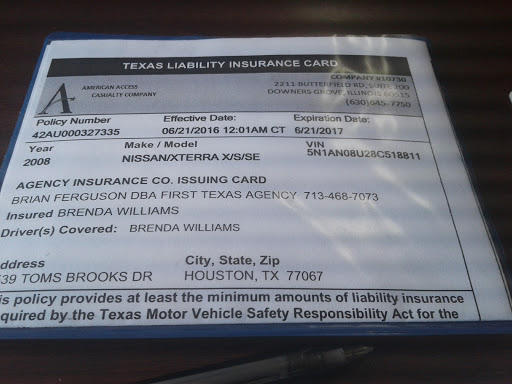 TEXAS LIABILITY INSURANCE CARD
COMPANY #10730
2211 BUTTERFIELD RD, SUITE 200
DOWNERS GROVE, ILLINOIS 60515
(630) 645-7750
A
AMERICAN ACCESS
CASUALTY COMPANY
Policy Number Effective Date: Expiration Date:
42AU000327335 06/21/2016 12:01AM CT 6/21/2017
Year Make / Model VIN
2008 NISSAN/XTERRA X/S/SE 5N1AN08U28C518811
AGENCY INSURANCE CO. ISSUING CARD
BRIAN FERGUSON DBA FIRST TEXAS AGENCY 713-468-7073
Insured BRENDA WILLIAMS
Driver(s) Covered: BRENDA WILLIAMS
ddress City, State, Zip
39 TOMS BROOKS DR HOUSTON, TX 77067
is policy provides at least the minimum amounts of liability insurance
quired by the Texas Motor Vehicle Safety Responsibility Act for the